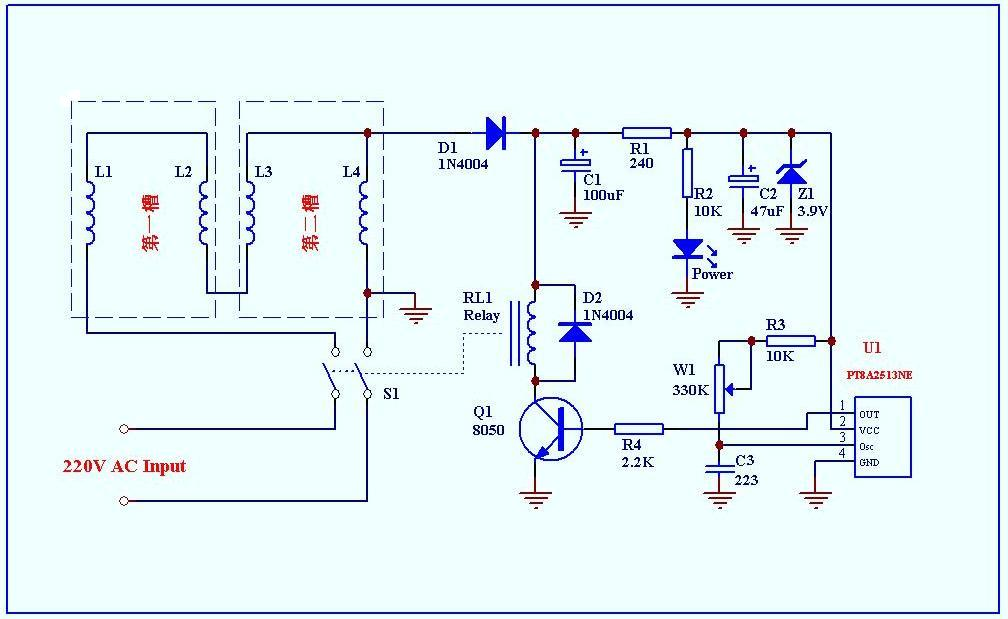 L1
L2
第一槽
L3
L4
第二槽
D1
1N4004
C1
100uF
R1
240
R2
10K
C2
47uF
Z1
3.9V
Power
RL1
Relay
D2
1N4004
S1
220V AC Input
Q1
8050
R4
2.2K
W1
330K
R3
10K
C3
223
U1
PT8A2513NE
1
OUT
2
VCC
3
Osc
4
GND